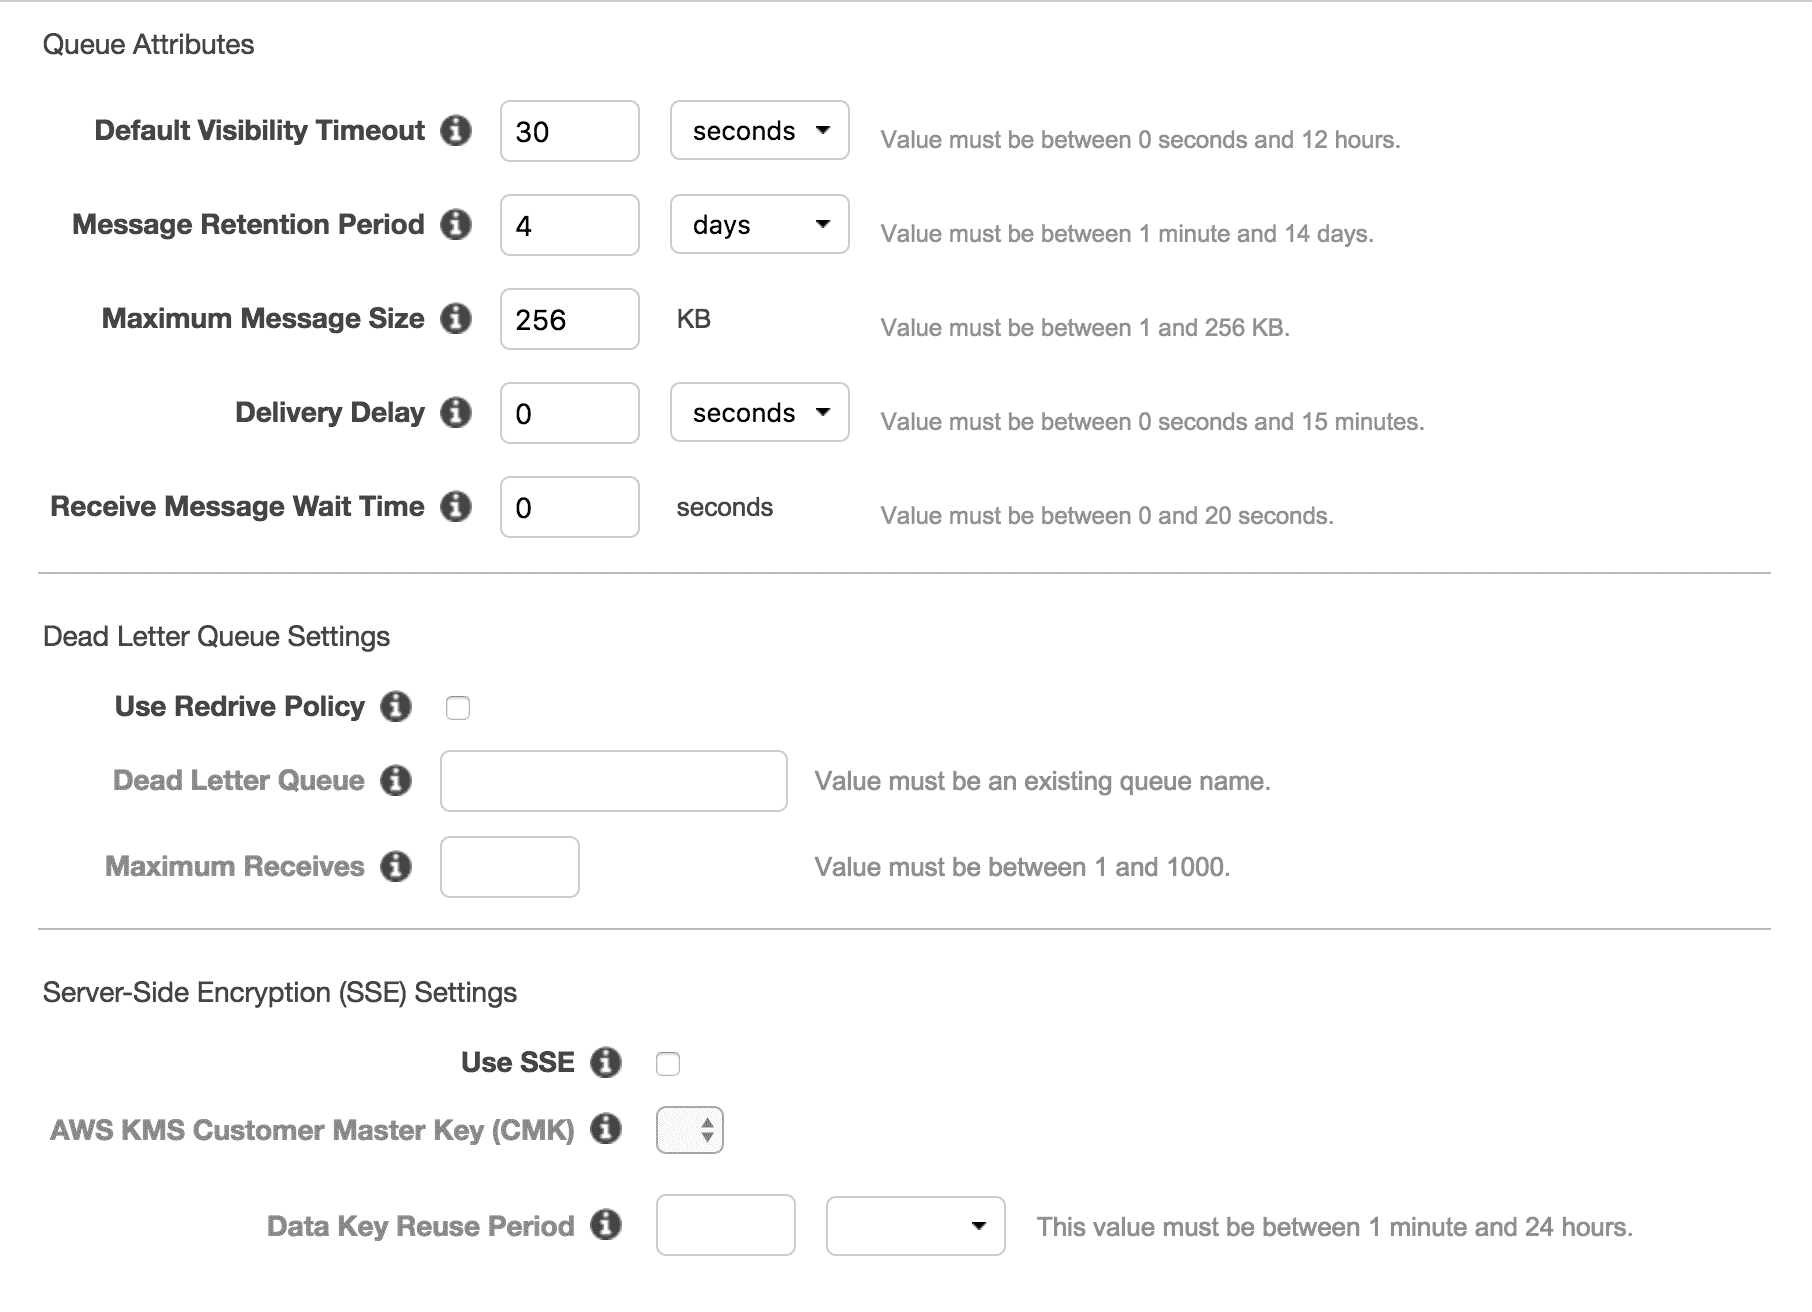 Queue Attributes
Default Visibility Timeout 30 seconds Value must be between 0 seconds and 12 hours.
Message Retention Period 4 days Value must be between 1 minute and 14 days.
Maximum Message Size 256 KB Value must be between 1 and 256 KB.
Delivery Delay 0 seconds Value must be between 0 seconds and 15 minutes.
Receive Message Wait Time 0 seconds Value must be between 0 and 20 seconds.
Dead Letter Queue Settings
Use Redrive Policy
Dead Letter Queue Value must be an existing queue name.
Maximum Receives Value must be between 1 and 1000.
Server-Side Encryption (SSE) Settings
Use SSE
AWS KMS Customer Master Key (CMK)
Data Key Reuse Period This value must be between 1 minute and 24 hours.